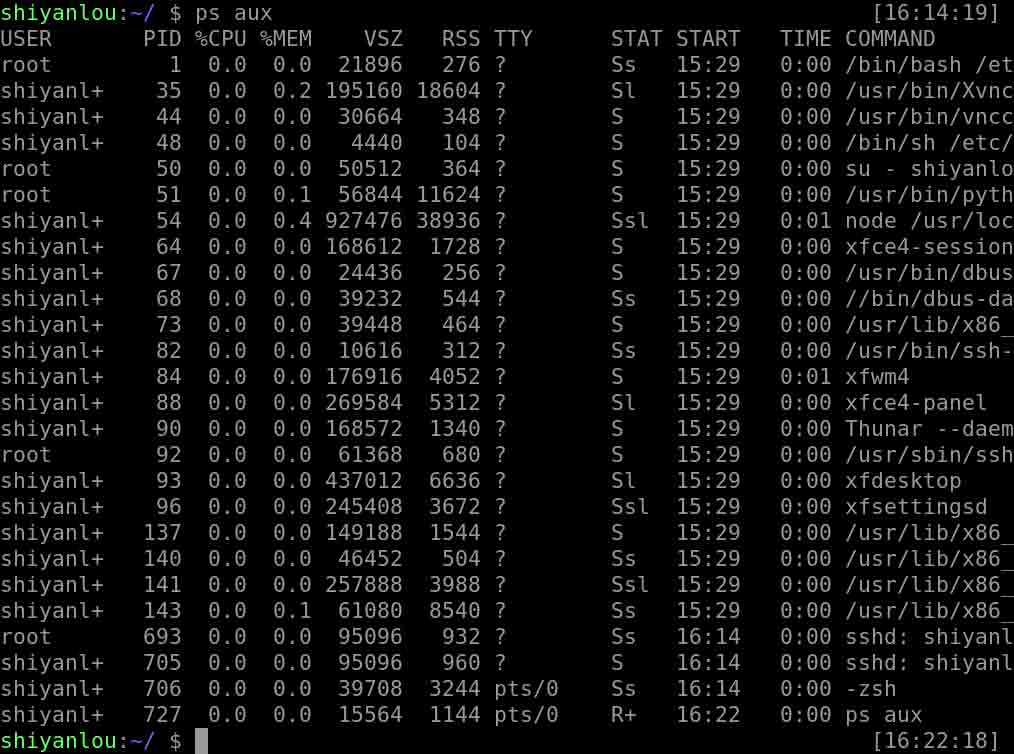 shiyanlou:~/ $ ps aux [16:14:19]
USER PID %CPU %MEM VSZ RSS TTY STAT START TIME COMMAND
root 1 0.0 0.0 21896 276 ? Ss 15:29 0:00 /bin/bash /et
shiyanl+ 35 0.0 0.2 195160 18604 ? Sl 15:29 0:00 /usr/bin/Xvnc
shiyanl+ 44 0.0 0.0 30664 348 ? S 15:29 0:00 /usr/bin/vncc
shiyanl+ 48 0.0 0.0 4440 104 ? S 15:29 0:00 /bin/sh /etc/
root 50 0.0 0.0 50512 364 ? S 15:29 0:00 su - shiyanlo
root 51 0.0 0.1 56844 11624 ? S 15:29 0:00 /usr/bin/pyth
shiyanl+ 54 0.0 0.4 927476 38936 ? Ssl 15:29 0:01 node /usr/loc
shiyanl+ 64 0.0 0.0 168612 1728 ? S 15:29 0:00 xfce4-session
shiyanl+ 67 0.0 0.0 24436 256 ? S 15:29 0:00 /usr/bin/dbus
shiyanl+ 68 0.0 0.0 39232 544 ? Ss 15:29 0:00 //bin/dbus-da
shiyanl+ 73 0.0 0.0 39448 464 ? S 15:29 0:00 /usr/lib/x86_
shiyanl+ 82 0.0 0.0 10616 312 ? Ss 15:29 0:00 /usr/bin/ssh-
shiyanl+ 84 0.0 0.0 176916 4052 ? S 15:29 0:01 xfwm4
shiyanl+ 88 0.0 0.0 269584 5312 ? Sl 15:29 0:00 xfce4-panel
shiyanl+ 90 0.0 0.0 168572 1340 ? S 15:29 0:00 Thunar --daem
root 92 0.0 0.0 61368 680 ? S 15:29 0:00 /usr/sbin/ssh
shiyanl+ 93 0.0 0.0 437012 6636 ? Sl 15:29 0:00 xfdesktop
shiyanl+ 96 0.0 0.0 245408 3672 ? Ssl 15:29 0:00 xfsettingsd
shiyanl+ 137 0.0 0.0 149188 1544 ? S 15:29 0:00 /usr/lib/x86_
shiyanl+ 140 0.0 0.0 46452 504 ? Ss 15:29 0:00 /usr/lib/x86_
shiyanl+ 141 0.0 0.0 257888 3988 ? Ssl 15:29 0:00 /usr/lib/x86_
shiyanl+ 143 0.0 0.1 61080 8540 ? Ss 15:29 0:00 /usr/lib/x86_
root 693 0.0 0.0 95096 932 ? Ss 16:14 0:00 sshd: shiyanl
shiyanl+ 705 0.0 0.0 95096 960 ? S 16:14 0:00 sshd: shiyanl
shiyanl+ 706 0.0 0.0 39708 3244 pts/0 Ss 16:14 0:00 -zsh
shiyanl+ 727 0.0 0.0 15564 1144 pts/0 R+ 16:22 0:00 ps aux
shiyanlou:~/ $ [16:22:18]